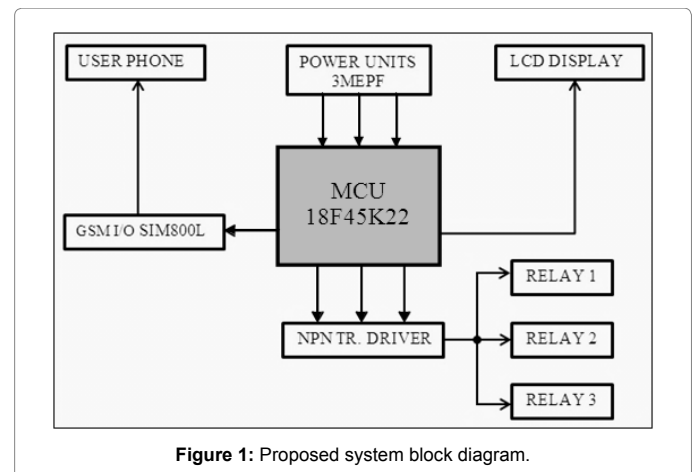 USER PHONE
POWER UNITS
3MEPF
LCD DISPLAY
MCU
18F45K22
GSM I/O SIM800L
NPN TR. DRIVER
RELAY 1
RELAY 2
RELAY 3
Figure 1: Proposed system block diagram.